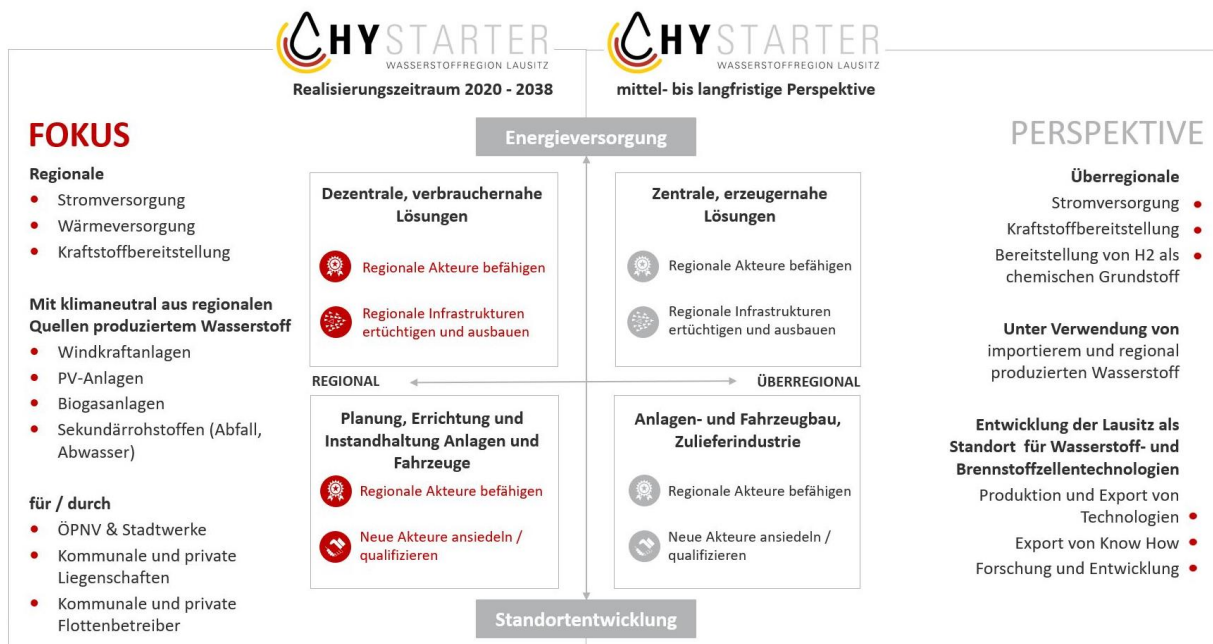 HYSTARTER
WASSERSTOFFREGION LAUSITZ
Realisierungszeitraum 2020 - 2038
HYSTARTER
WASSERSTOFFREGION LAUSITZ
mittel- bis langfristige Perspektive
FOKUS
Regionale
• Stromversorgung
• Wärmeversorgung
• Kraftstoffbereitstellung
Mit klimaneutral aus regionalen
Quellen produziertem Wasserstoff
• Windkraftanlagen
• PV-Anlagen
• Biogasanlagen
• Sekundärrohstoffen (Abfall,
Abwasser)
für / durch
• ÖPNV & Stadtwerke
• Kommunale und private
Liegenschaften
• Kommunale und private
Flottenbetreiber
Energieversorgung
Dezentrale, verbrauchernahe
Lösungen
Regionale Akteure befähigen
Regionale Infrastrukturen
ertüchtigen und ausbauen
Zentrale, erzeugernahe
Lösungen
Regionale Akteure befähigen
Regionale Infrastrukturen
ertüchtigen und ausbauen
REGIONAL
ÜBERREGIONAL
Planung, Errichtung und
Instandhaltung Anlagen und
Fahrzeuge
Regionale Akteure befähigen
Neue Akteure ansiedeln /
qualifizieren
Anlagen- und Fahrzeugbau,
Zulieferindustrie
Regionale Akteure befähigen
Neue Akteure ansiedeln /
qualifizieren
Standortentwicklung
PERSPEKTIVE
Überregionale
Stromversorgung •
Kraftstoffbereitstellung •
Bereitstellung von H2 als •
chemischen Grundstoff
Unter Verwendung von
importierem und regional
produzierten Wasserstoff
Entwicklung der Lausitz als
Standort für Wasserstoff- und
Brennstoffzellentechnologien
Produktion und Export von
Technologien •
Export von Know How •
Forschung und Entwicklung •